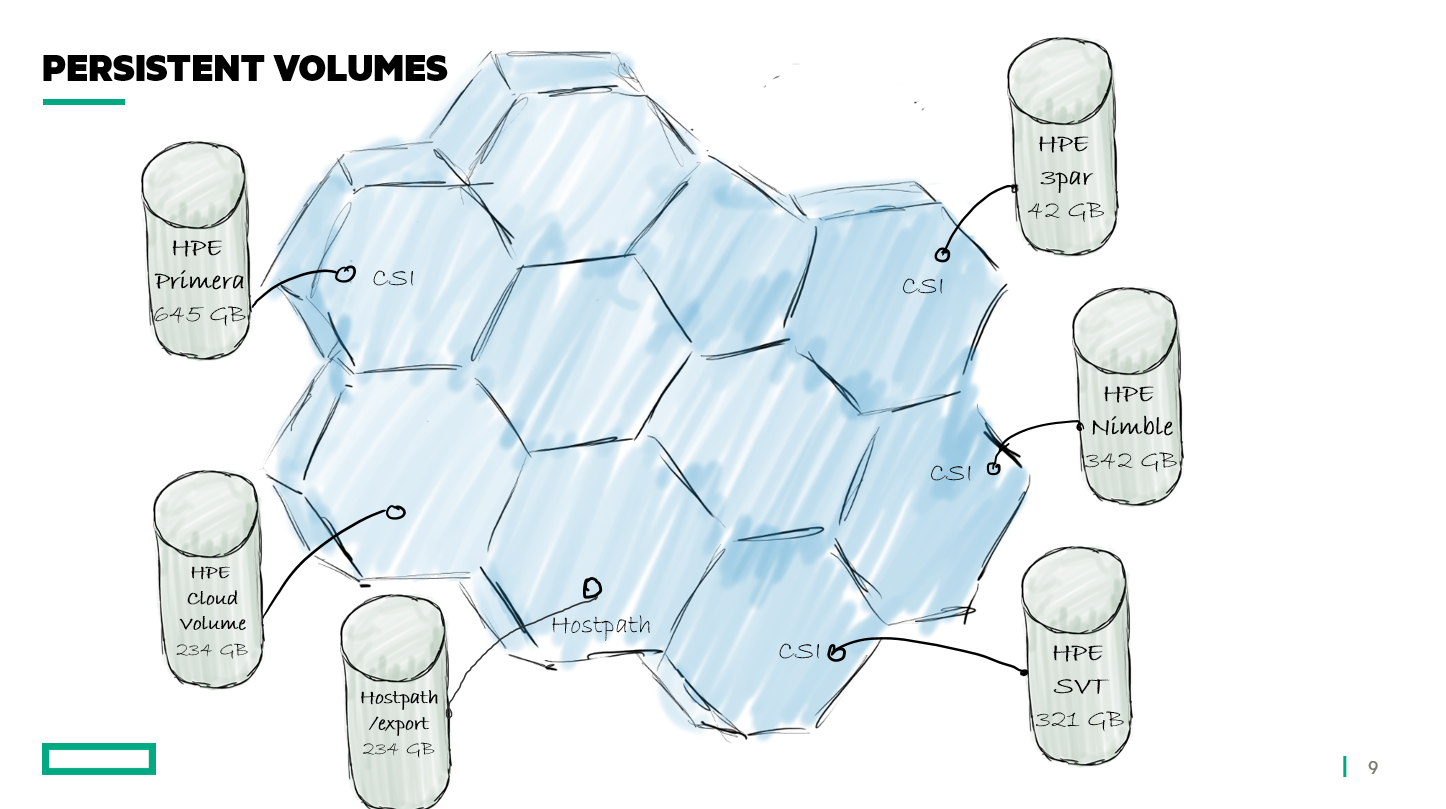 PERSISTENT VOLUMES
HPE
3par
42 GB
HPE
Primera
645 GB
CSI
CSI
HPE
Nimble
342 GB
CSI
HPE
Cloud
Volume
234 GB
Hostpath
CSI
HPE
SVT
321 GB
Hostpath
/export
234 GB
9